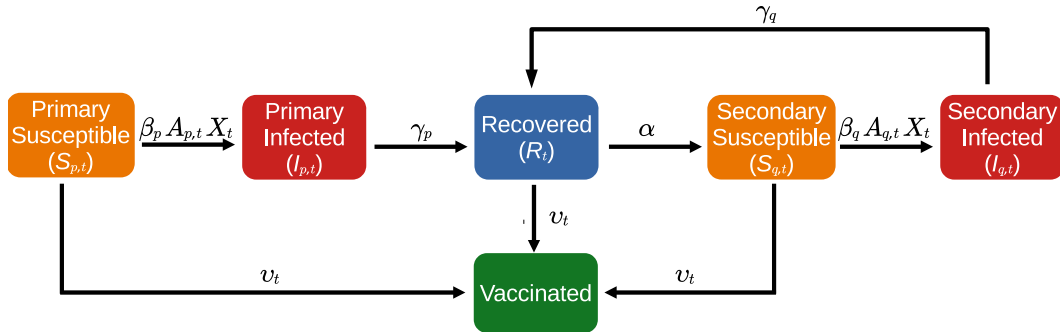 γ_q
Primary
Susceptible
(S_{p,t})
β_p A_{p,t} X_t
Primary
Infected
(I_{p,t})
γ_p
Recovered
(R_t)
α
Secondary
Susceptible
(S_{q,t})
β_q A_{q,t} X_t
Secondary
Infected
(I_{q,t})
υ_t
υ_t
Vaccinated
υ_t